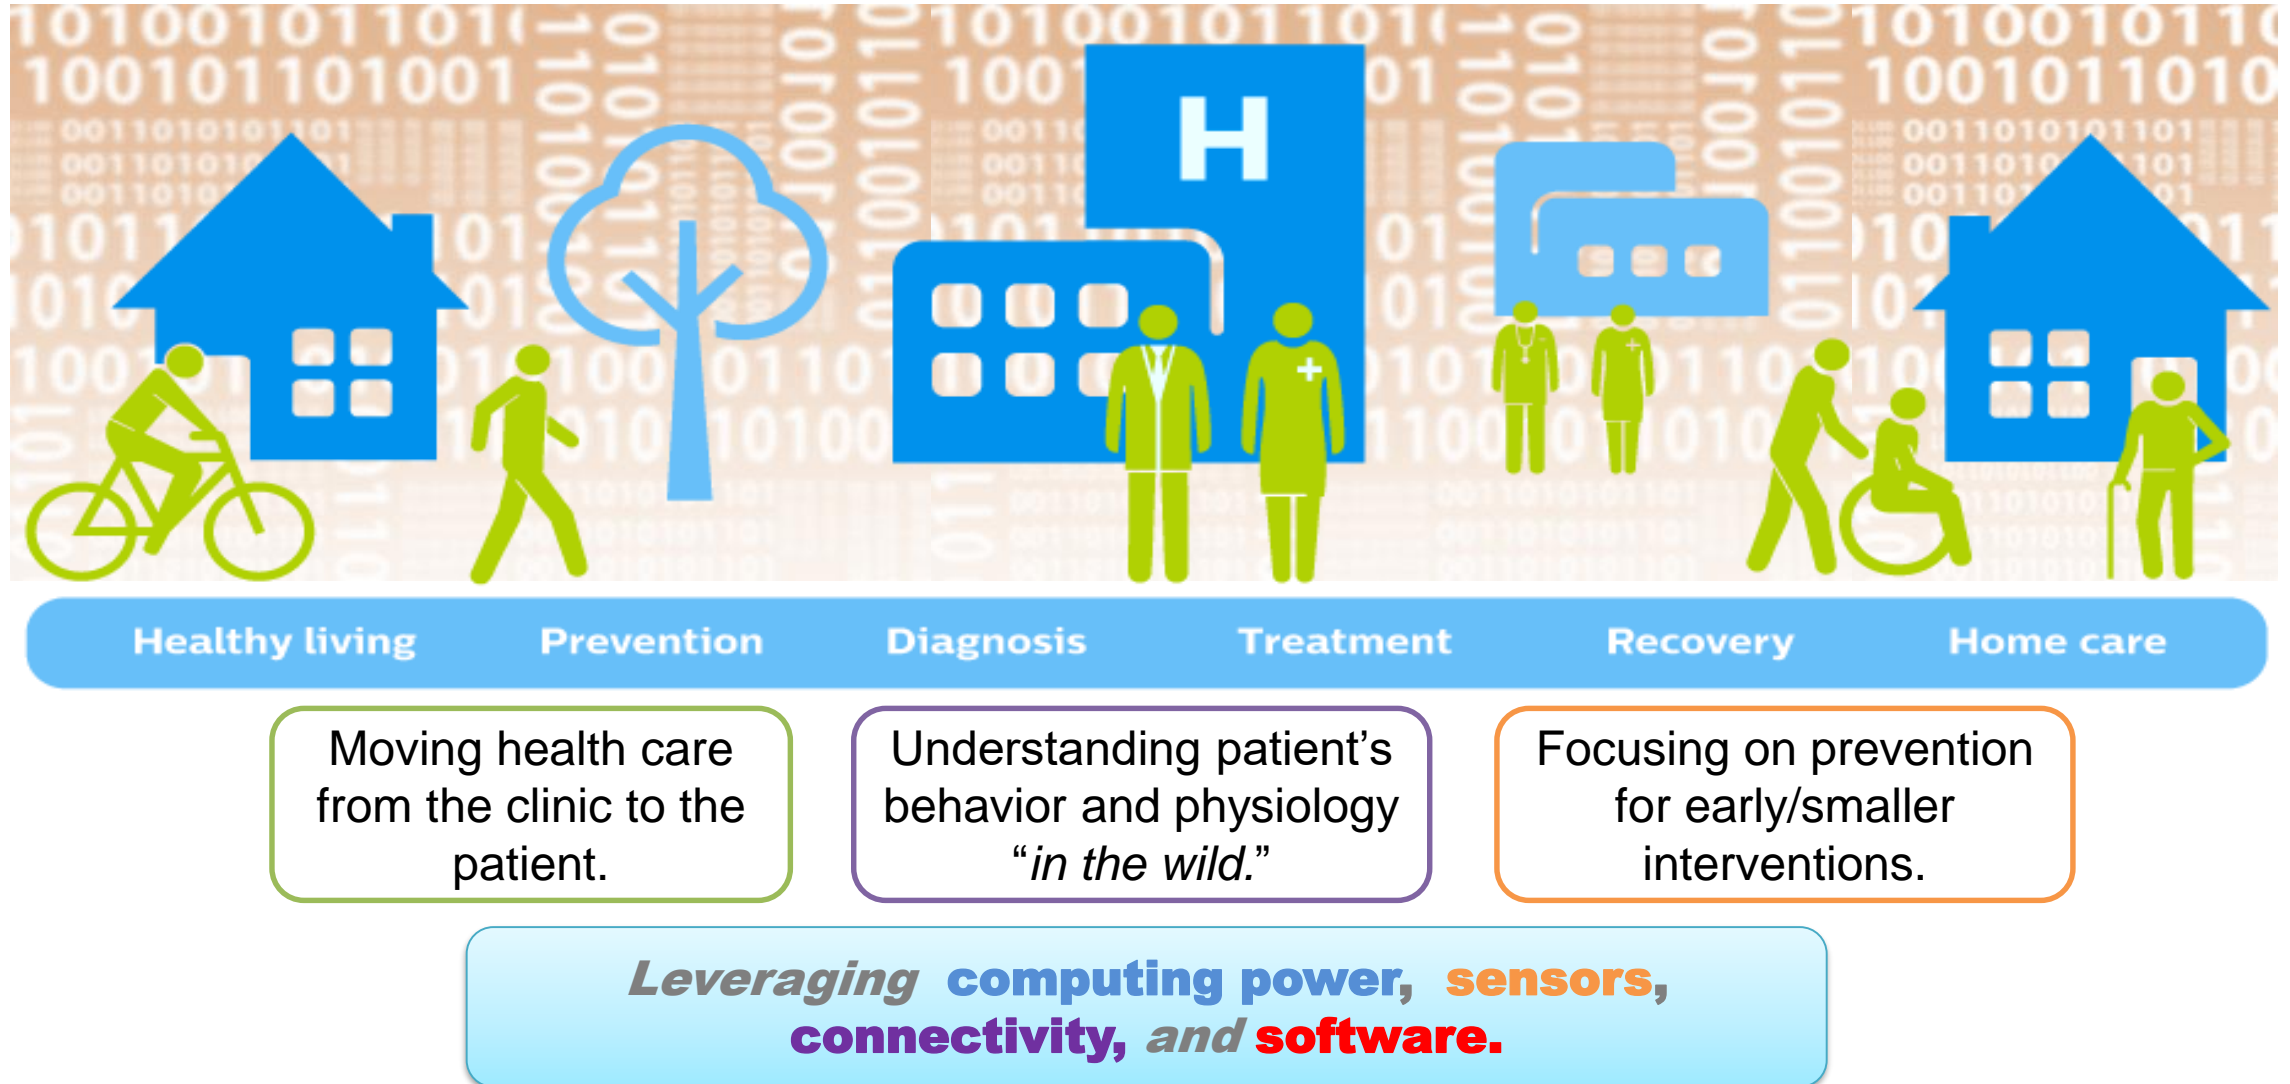 H
Healthy living Prevention Diagnosis Treatment Recovery Home care
Moving health care
from the clinic to the
patient.
Understanding patient’s
behavior and physiology
“in the wild.”
Focusing on prevention
for early/smaller
interventions.
Leveraging computing power, sensors,
connectivity, and software.